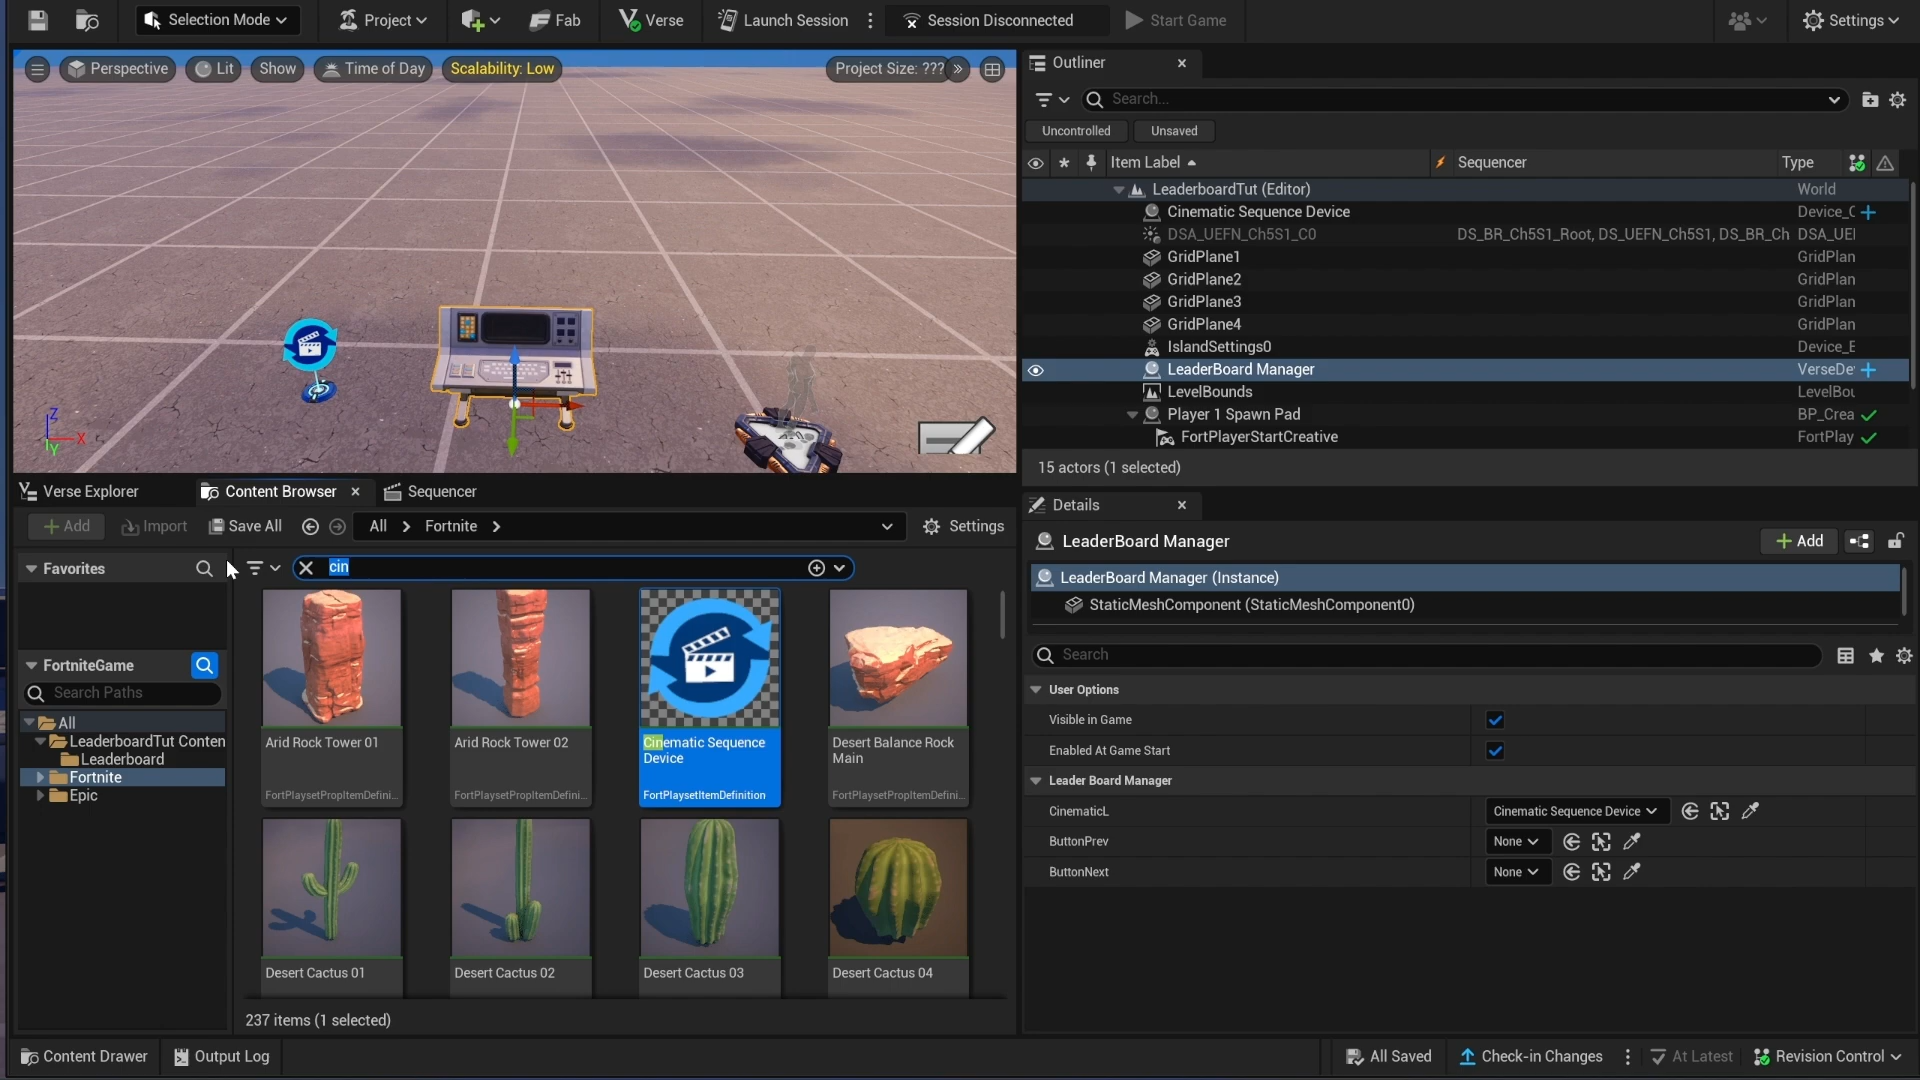 Selection Mode
Project
Fab
Verse
Launch Session
Session Disconnected
Start Game
Settings
Perspective
Lit
Show
Time of Day
Scalability: Low
Project Size: ???
Z
X
Y
Outliner
Search...
Uncontrolled
Unsaved
Item Label
Sequencer
Type
LeaderboardTut (Editor)
World
Cinematic Sequence Device
Device_C
DSA_UEFN_Ch5S1_C0
DS_BR_Ch5S1_Root, DS_UEFN_Ch5S1, DS_BR_Ch
DSA_UEI
GridPlane1
GridPlan
GridPlane2
GridPlan
GridPlane3
GridPlan
GridPlane4
GridPlan
IslandSettings0
Device_E
LeaderBoard Manager
VerseDe
LevelBounds
LevelBou
Player 1 Spawn Pad
BP_Crea
FortPlayerStartCreative
FortPlay
15 actors (1 selected)
Verse Explorer
Content Browser
Sequencer
Add
Import
Save All
All
Fortnite
Settings
Favorites
cin
FortniteGame
Search Paths
All
LeaderboardTut Conten
Leaderboard
Fortnite
Epic
Arid Rock Tower 01
FortPlaysetPropItemDefini...
Arid Rock Tower 02
FortPlaysetPropItemDefini...
Cinematic Sequence
Device
FortPlaysetItemDefinition
Desert Balance Rock
Main
FortPlaysetPropItemDefini...
Desert Cactus 01
Desert Cactus 02
Desert Cactus 03
Desert Cactus 04
237 items (1 selected)
Details
LeaderBoard Manager
Add
LeaderBoard Manager (Instance)
StaticMeshComponent (StaticMeshComponent0)
Search
User Options
Visible in Game
Enabled At Game Start
Leader Board Manager
CinematicL
Cinematic Sequence Device
ButtonPrev
None
ButtonNext
None
Content Drawer
Output Log
All Saved
Check-in Changes
At Latest
Revision Control